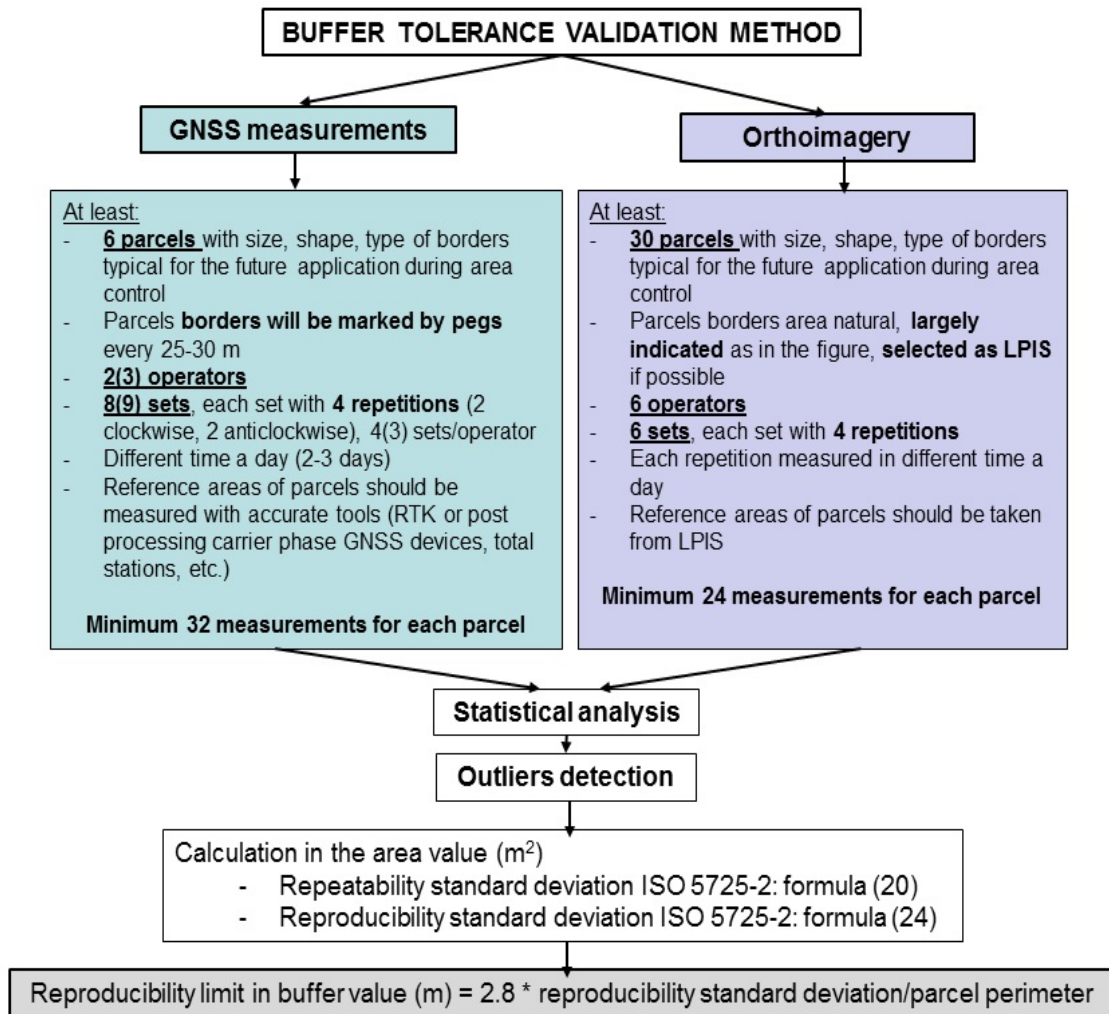 BUFFER TOLERANCE VALIDATION METHOD
GNSS measurements
At least:
- 6 parcels with size, shape, type of borders
typical for the future application during area
control
- Parcels borders will be marked by pegs
every 25-30 m
- 2(3) operators
- 8(9) sets, each set with 4 repetitions (2
clockwise, 2 anticlockwise), 4(3) sets/operator
- Different time a day (2-3 days)
- Reference areas of parcels should be
measured with accurate tools (RTK or post
processing carrier phase GNSS devices, total
stations, etc.)
Minimum 32 measurements for each parcel
Orthoimagery
At least:
- 30 parcels with size, shape, type of borders
typical for the future application during area
control
- Parcels borders area natural, largely
indicated as in the figure, selected as LPIS
if possible
- 6 operators
- 6 sets, each set with 4 repetitions
- Each repetition measured in different time a
day
- Reference areas of parcels should be taken
from LPIS
Minimum 24 measurements for each parcel
Statistical analysis
Outliers detection
Calculation in the area value (m²)
- Repeatability standard deviation ISO 5725-2: formula (20)
- Reproducibility standard deviation ISO 5725-2: formula (24)
Reproducibility limit in buffer value (m) = 2.8 * reproducibility standard deviation/parcel perimeter